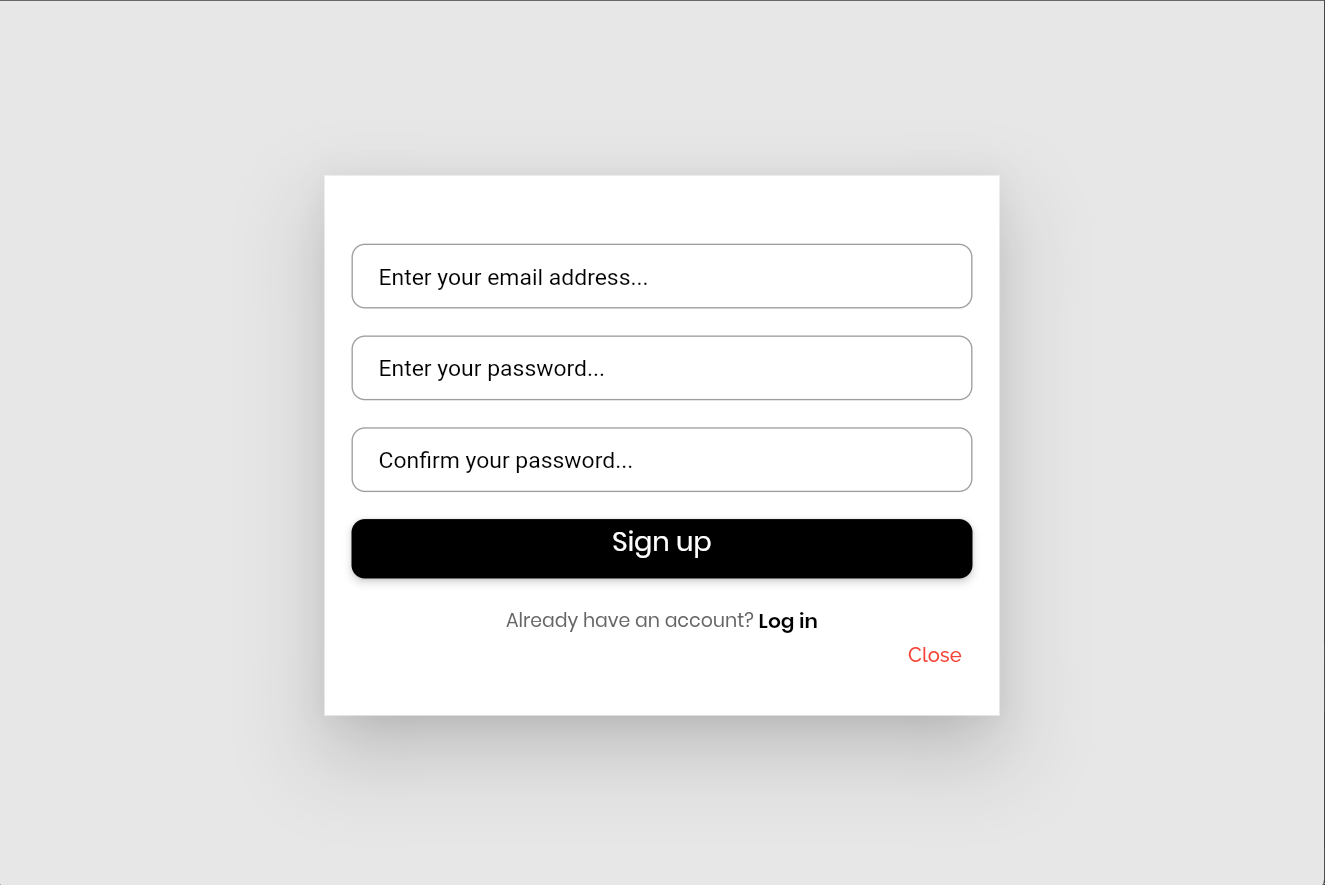 Enter your email address...
Enter your password...
Confirm your password...
Sign up
Already have an account? Log in
Close